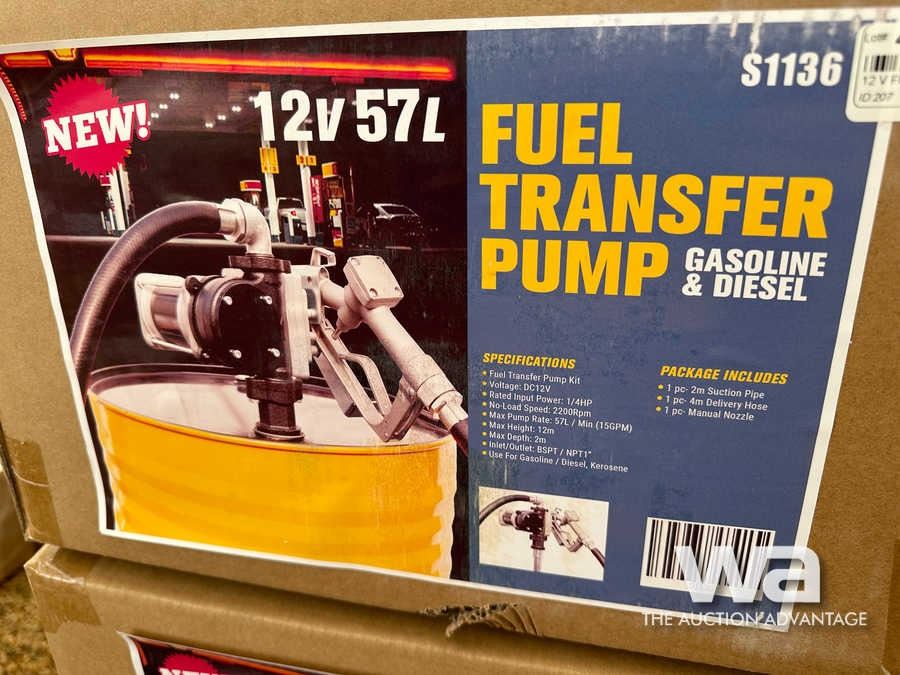 NEW!
12V 57L
S1136
Lot#
12 V F
ID:207
FUEL
TRANSFER
PUMP
GASOLINE
& DIESEL
SPECIFICATIONS
• Fuel Transfer Pump Kit
• Voltage: DC12V
• Rated Input Power: 1/4HP
• No-Load Speed: 2200Rpm
• Max Pump Rate: 57L / Min (15GPM)
• Max Height: 12m
• Max Depth: 2m
• Inlet/Outlet: BSPT / NPT1"
• Use For Gasoline / Diesel, Kerosene
PACKAGE INCLUDES
• 1 pc- 2m Suction Pipe
• 1 pc- 4m Delivery Hose
• 1 pc- Manual Nozzle
wa
THE AUCTION ADVANTAGE
NEW!